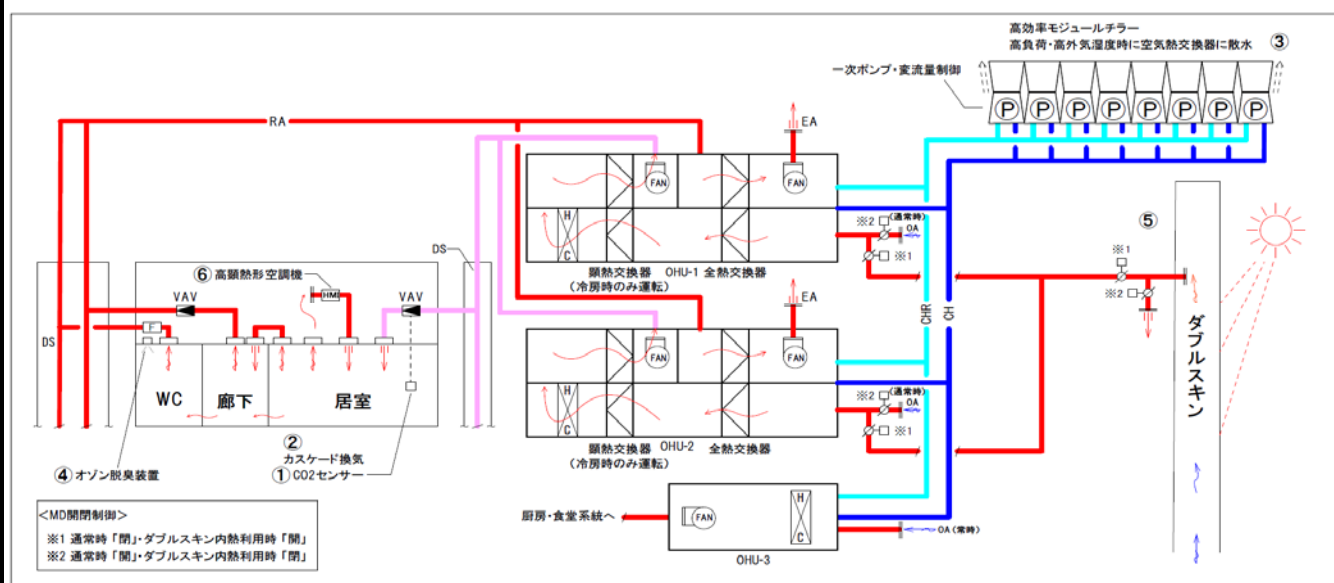 高効率モジュールチラー
高負荷・高外気湿度時に空気熱交換器に散水
③
一次ポンプ・変流量制御
P P P P P P P P
RA
EA
FAN
FAN
※2
(通常時)
OA
H
C
※1
顕熱交換器
(冷房時のみ運転)
OHU-1
全熱交換器
DS
⑥ 高顕熱形空調機
VAV
HMI
VAV
F
DS
WC
廊下
居室
②
カスケード換気
① CO2センサー
④ オゾン脱臭装置
EA
FAN
FAN
※2
(通常時)
OA
H
C
※1
顕熱交換器
(冷房時のみ運転)
OHU-2
全熱交換器
CHR
CH
⑤
※1
※2
ダブルスキン
厨房・食堂系統へ
FAN
H
C
OA(常時)
OHU-3
<MD開閉制御>
※1 通常時「閉」・ダブルスキン内熱利用時「開」
※2 通常時「開」・ダブルスキン内熱利用時「閉」